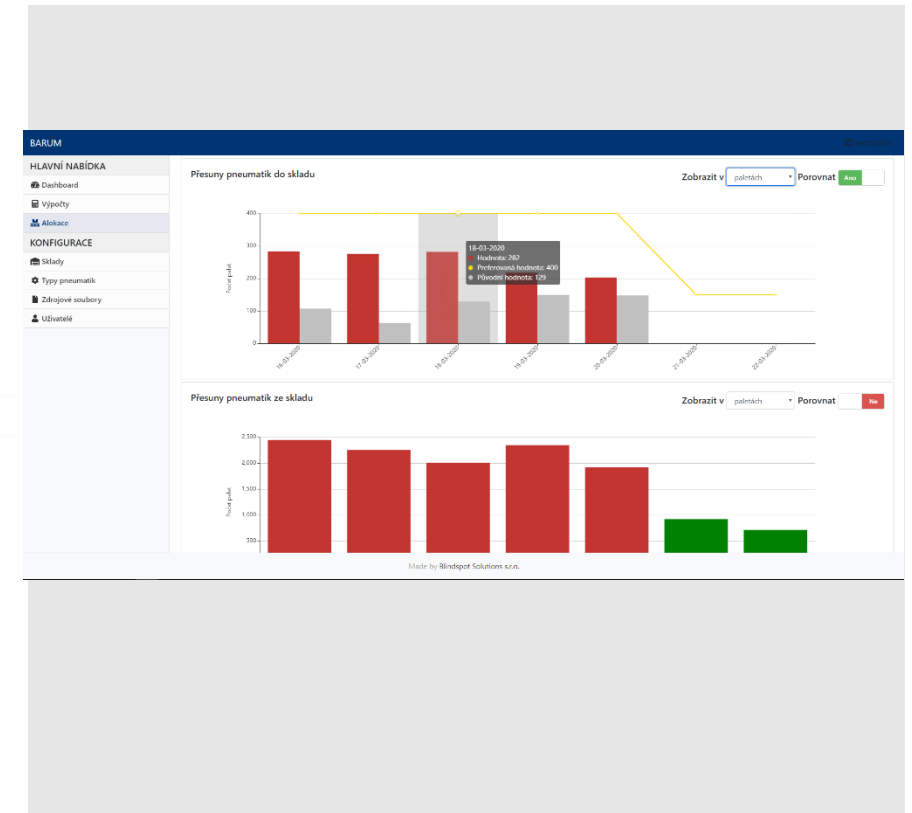 BARUM
HLAVNÍ NABÍDKA
Dashboard
Výpočty
Alokace
KONFIGURACE
Sklady
Typy pneumatik
Zdrojové soubory
Uživatelé
Přesuny pneumatik do skladu
Zobrazit v paletách Porovnat Ano
Počet palet
400
300
200
100
0
18-03-2020
Hodnota: 282
Preferovaná hodnota: 400
Původní hodnota: 129
16-03-2020 17-03-2020 18-03-2020 19-03-2020 20-03-2020 21-03-2020 22-03-2020
Přesuny pneumatik ze skladu
Zobrazit v paletách Porovnat Ne
Počet palet
2,500
2,000
1,500
1,000
500
Made by Blindspot Solutions s.r.o.